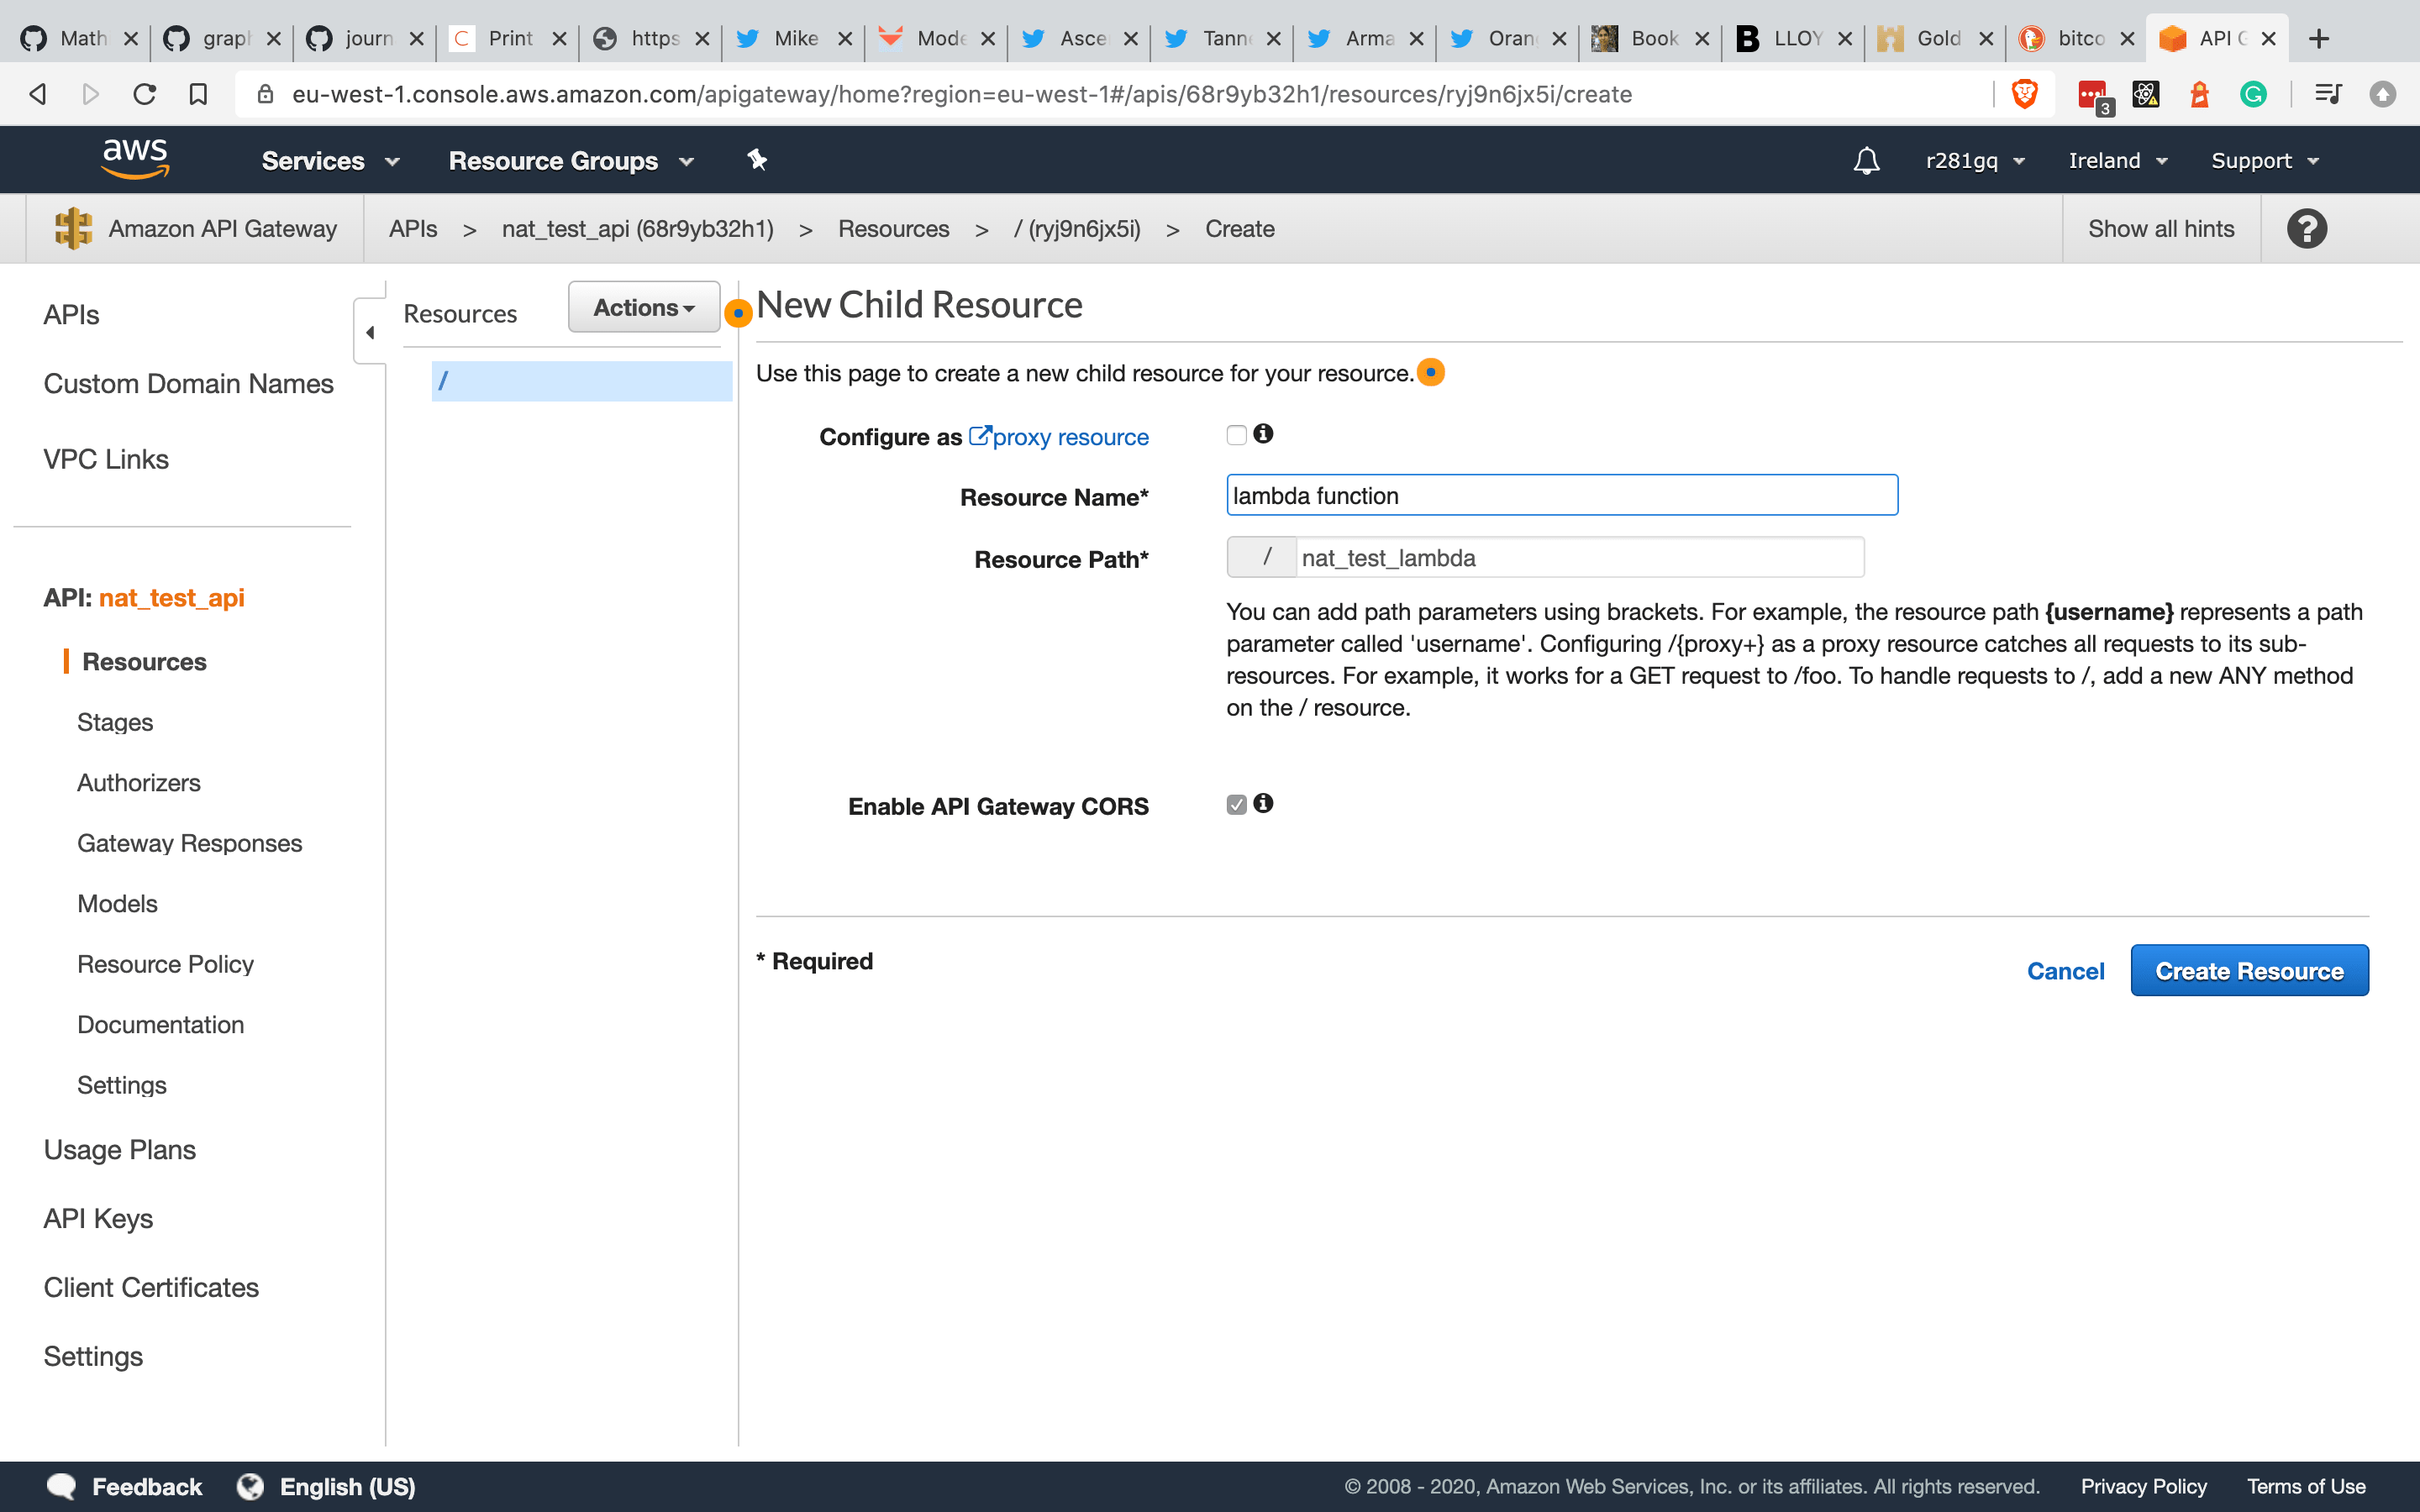 Math
grap
journ
C Print
https
Mike
Mode
Asce
Tann
Arma
Oran
Book
B LLOY
Gold
bitco
API G
eu-west-1.console.aws.amazon.com/apigateway/home?region=eu-west-1#/apis/68r9yb32h1/resources/ryj9n6jx5i/create
3
aws
Services
Resource Groups
r281gq
Ireland
Support
Amazon API Gateway
APIs > nat_test_api (68r9yb32h1) > Resources > / (ryj9n6jx5i) > Create
Show all hints
?
APIs
Custom Domain Names
VPC Links
API: nat_test_api
Resources
Stages
Authorizers
Gateway Responses
Models
Resource Policy
Documentation
Settings
Usage Plans
API Keys
Client Certificates
Settings
Resources
Actions
/
New Child Resource
Use this page to create a new child resource for your resource.
Configure as proxy resource
Resource Name* lambda function
Resource Path* / nat_test_lambda
You can add path parameters using brackets. For example, the resource path {username} represents a path
parameter called 'username'. Configuring /{proxy+} as a proxy resource catches all requests to its sub-
resources. For example, it works for a GET request to /foo. To handle requests to /, add a new ANY method
on the / resource.
Enable API Gateway CORS
* Required
Cancel
Create Resource
Feedback
English (US)
© 2008 - 2020, Amazon Web Services, Inc. or its affiliates. All rights reserved.
Privacy Policy
Terms of Use